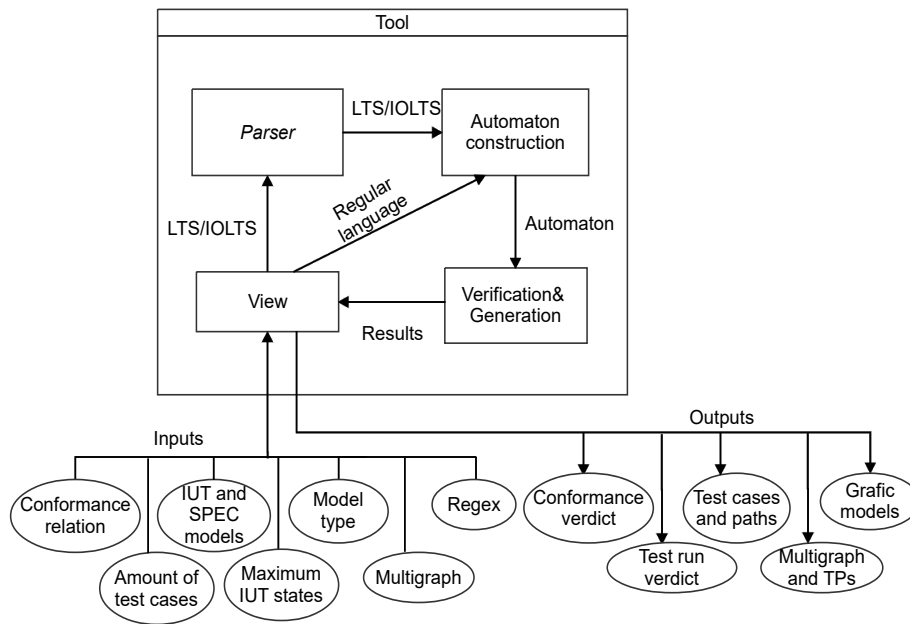 Tool
LTS/IOLTS
Parser
Automaton
construction
Regular
language
LTS/IOLTS
Automaton
View
Verification&
Generation
Results
Outputs
Inputs
Conformance
relation
IUT and
SPEC
models
Model
type
Regex
Amount of
test cases
Maximum
IUT states
Multigraph
Conformance
verdict
Test cases
and paths
Grafic
models
Test run
verdict
Multigraph
and TPs